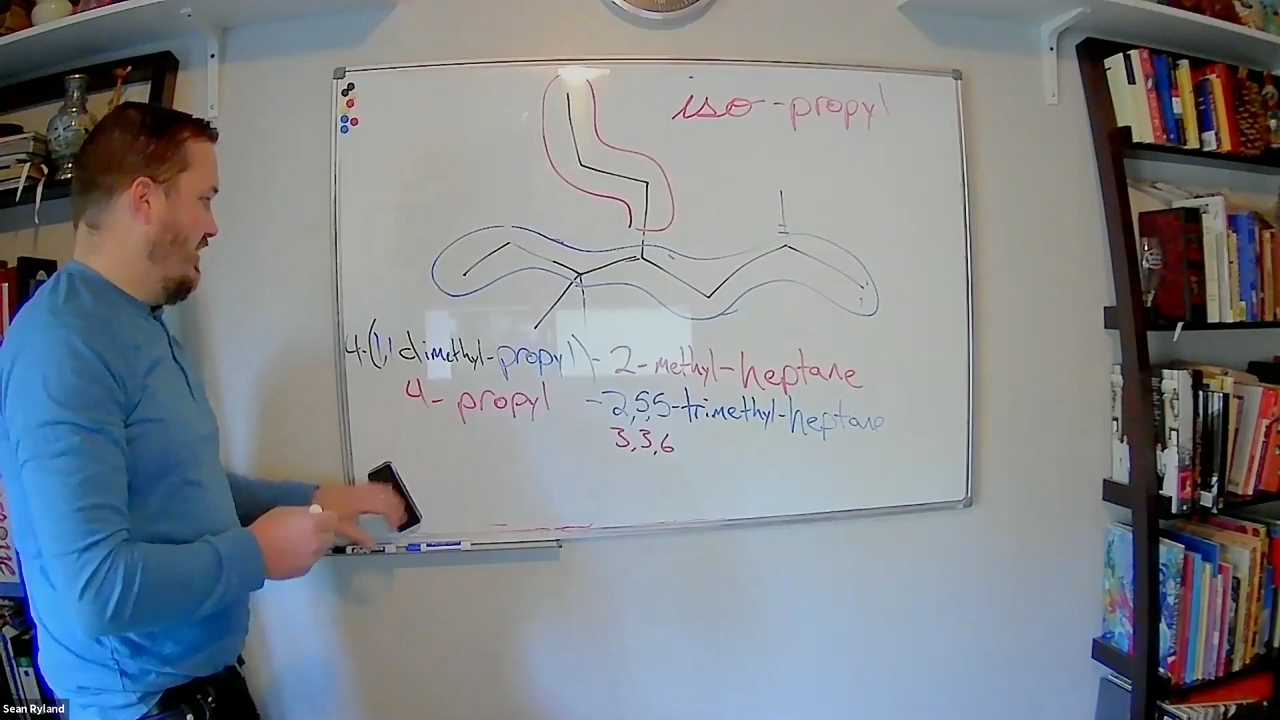 iso-propyl
4-(1,1 dimethyl-propyl)-2-methyl-heptane
4-propyl -2,5,5-trimethyl-heptane
3,3,6
Sean Ryland